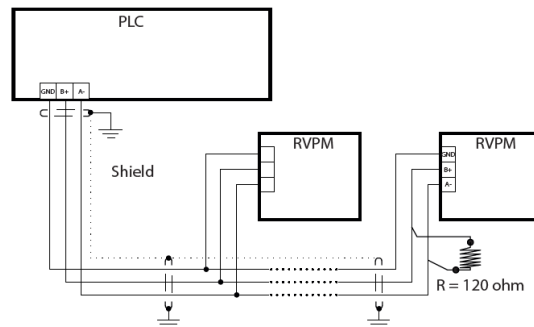 PLC
GND B+ A-
Shield
RVPM
RVPM
GND
B+
A-
R = 120 ohm